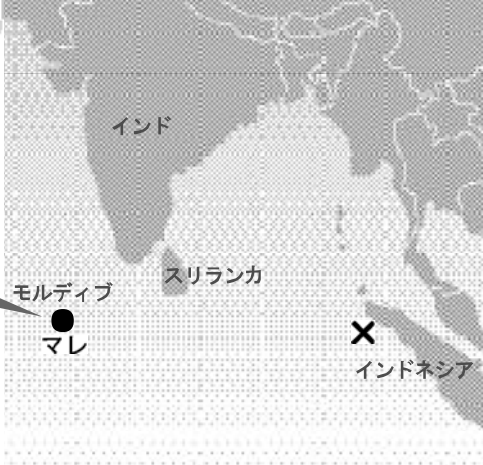 インド
スリランカ
モルディブ
マレ
インドネシア